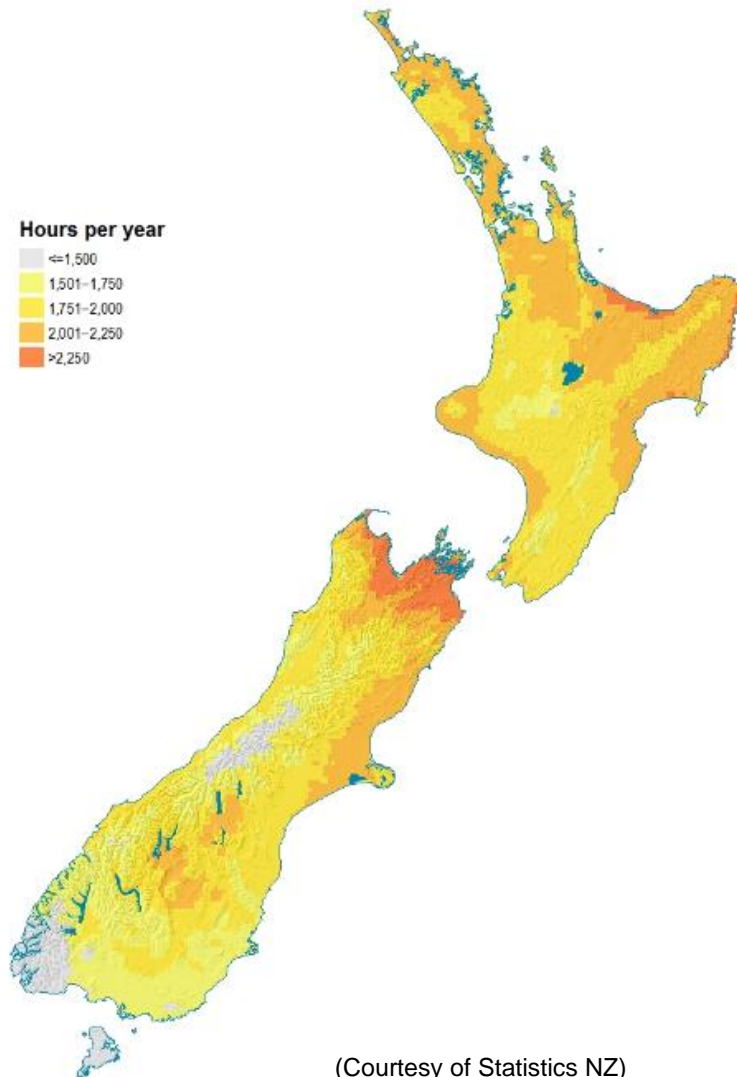 Hours per year
<=1,500
1,501–1,750
1,751–2,000
2,001–2,250
>2,250
(Courtesy of Statistics NZ)